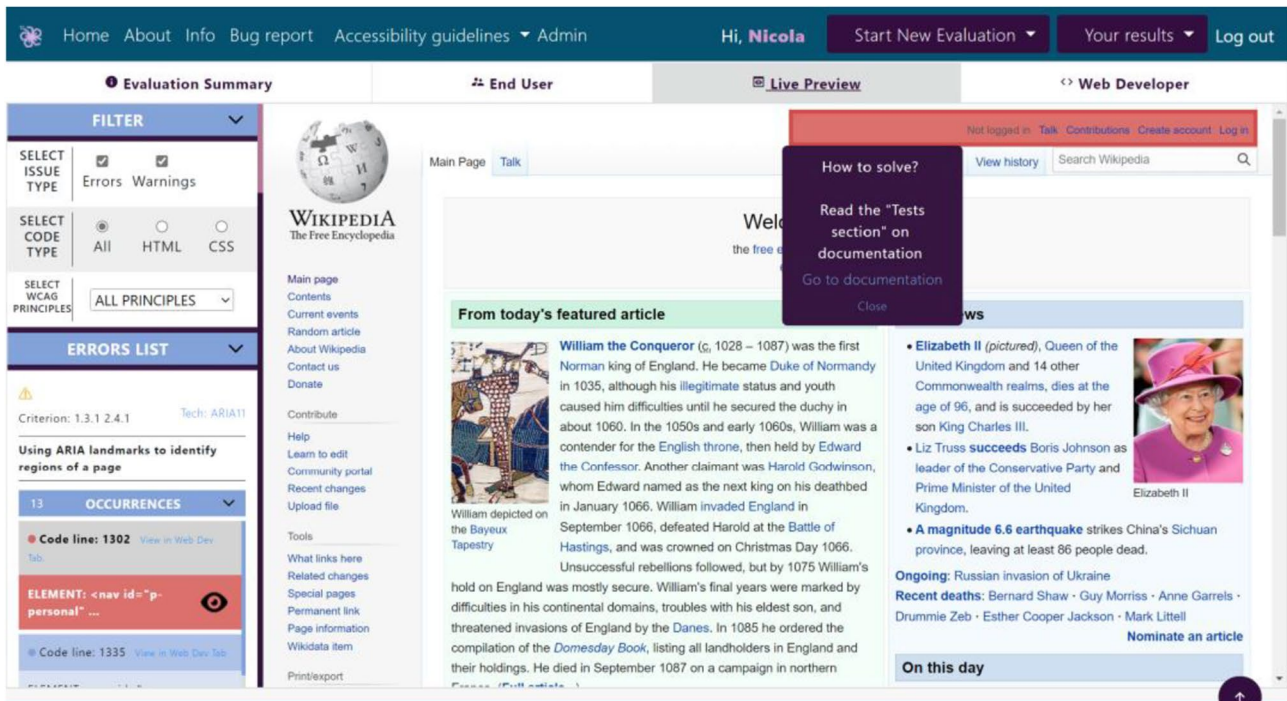 Home About Info Bug report Accessibility guidelines Admin Hi, Nicola Start New Evaluation Your results Log out
Evaluation Summary End User Live Preview Web Developer
FILTER
SELECT ISSUE TYPE
Errors Warnings
SELECT CODE TYPE
All HTML CSS
SELECT WCAG PRINCIPLES
ALL PRINCIPLES
ERRORS LIST
Criterion: 1.3.1 2.4.1 Tech: ARIA11
Using ARIA landmarks to identify
regions of a page
13 OCCURRENCES
Code line: 1302 View in Web Dev
Tab
ELEMENT: <nav id="p-
personal" ...
Code line: 1335 View in Web Dev Tab
WIKIPEDIA
The Free Encyclopedia
Main page
Contents
Current events
Random article
About Wikipedia
Contact us
Donate
Contribute
Help
Learn to edit
Community portal
Recent changes
Upload file
Tools
What links here
Related changes
Special pages
Permanent link
Page information
Wikidata item
Print/export
Not logged in Talk Contributions Create account Log in
Main Page Talk View history Search Wikipedia
How to solve?
Read the "Tests
section" on
documentation
Go to documentation
Close
the free
From today's featured article
William the Conqueror (c. 1028 – 1087) was the first
Norman king of England. He became Duke of Normandy
in 1035, although his illegitimate status and youth
caused him difficulties until he secured the duchy in
about 1060. In the 1050s and early 1060s, William was a
contender for the English throne, then held by Edward
the Confessor. Another claimant was Harold Godwinson,
whom Edward named as the next king on his deathbed
in January 1066. William invaded England in
September 1066, defeated Harold at the Battle of
Hastings, and was crowned on Christmas Day 1066.
Unsuccessful rebellions followed, but by 1075 William's
hold on England was mostly secure. William's final years were marked by
difficulties in his continental domains, troubles with his eldest son, and
threatened invasions of England by the Danes. In 1085 he ordered the
compilation of the Domesday Book, listing all landholders in England and
their holdings. He died in September 1087 on a campaign in northern
William depicted on
the Bayeux
Tapestry
• Elizabeth II (pictured), Queen of the
United Kingdom and 14 other
Commonwealth realms, dies at the
age of 96, and is succeeded by her
son King Charles III.
• Liz Truss succeeds Boris Johnson as
leader of the Conservative Party and
Prime Minister of the United
Kingdom.
• A magnitude 6.6 earthquake strikes China's Sichuan
province, leaving at least 86 people dead.
Elizabeth II
Ongoing: Russian invasion of Ukraine
Recent deaths: Bernard Shaw · Guy Morriss · Anne Garrels ·
Drummie Zeb · Esther Cooper Jackson · Mark Littell
Nominate an article
On this day